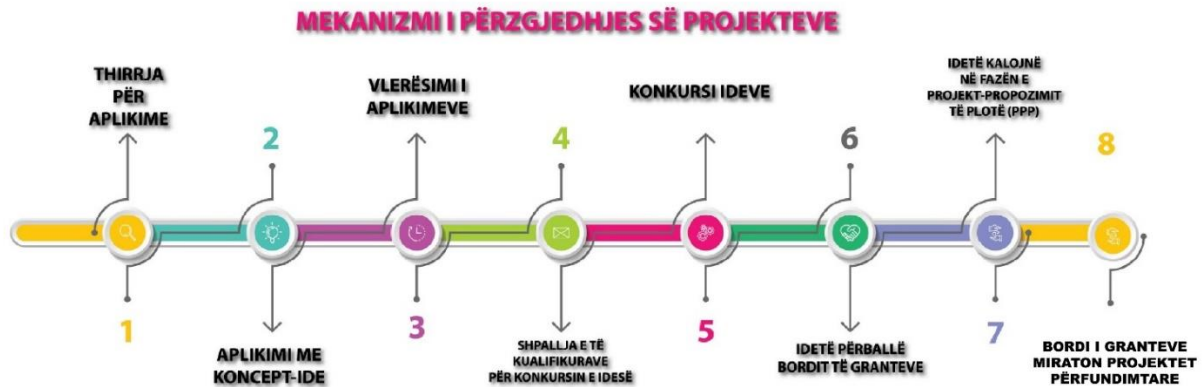 MEKANIZMI I PËRZGJEDHJES SË PROJEKTEVE
THIRRJA
PËR
APLIKIME
1
2
APLIKIMI ME
KONCEPT-IDE
VLERËSIMI I
APLIKIMEVE
3
4
SHPALLJA E TË
KUALIFIKURAVE
PËR KONKURSIN E IDESË
KONKURSI IDEVE
5
6
IDETË PËRBALLË
BORDIT TË GRANTEVE
IDETË KALOJNË
NË FAZËN E
PROJEKT-PROPOZIMIT
TË PLOTË (PPP)
7
8
BORDI I GRANTEVE
MIRATON PROJEKTET
PËRFUNDIMTARE